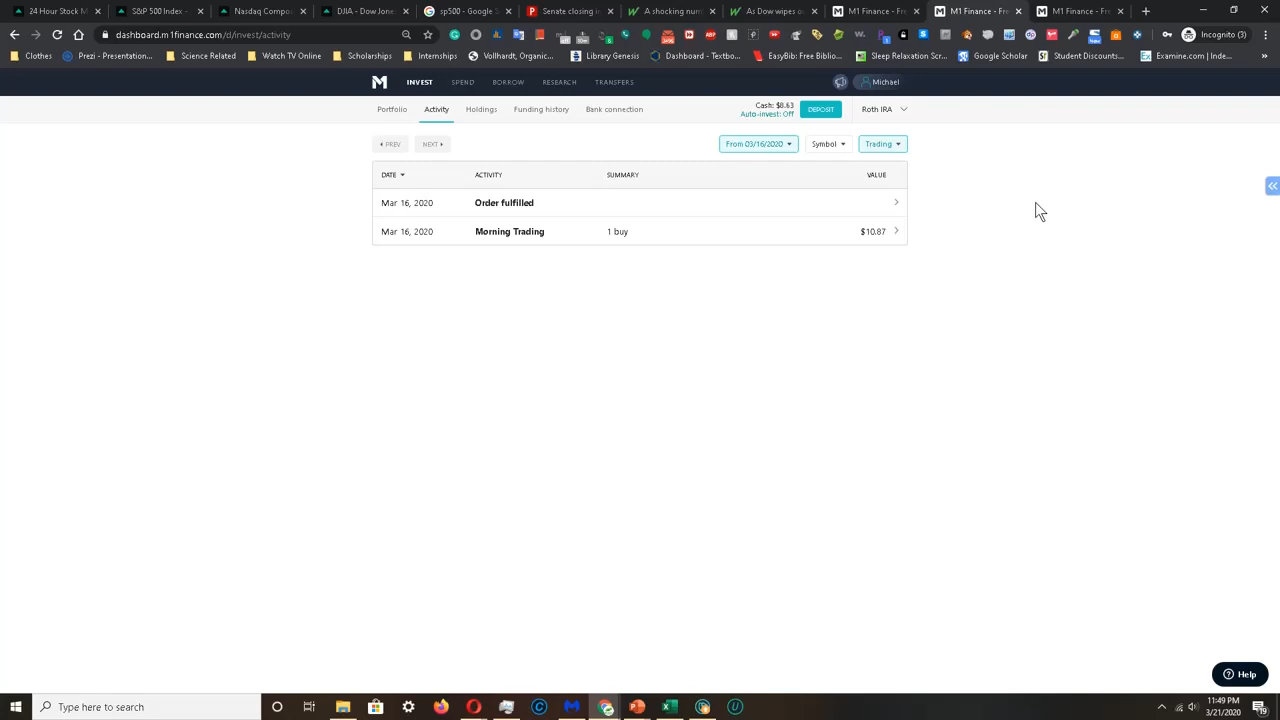 24 Hour Stock M
S&P 500 Index -
Nasdaq Compo
DJIA - Dow Jone
sp500 - Google S
Senate closing i
A shocking num
As Dow wipes o
M1 Finance - Fre
M1 Finance - Fre
M1 Finance - Fre
dashboard.m1finance.com/d/invest/activity
Incognito (3)
Clothes
Prezi - Presentation...
Science Related
Watch TV Online
Scholarships
Internships
Vollhardt, Organic...
Library Genesis
Dashboard - Textbo...
EasyBib: Free Biblio...
Sleep Relaxation Scr...
Google Scholar
Student Discounts...
Examine.com | Inde...
INVEST SPEND BORROW RESEARCH TRANSFERS
Michael
Portfolio Activity Holdings Funding history Bank connection
Cash: $8.63
Auto-invest: Off
DEPOSIT
Roth IRA
PREV NEXT
From 03/16/2020 Symbol Trading
DATE ACTIVITY SUMMARY VALUE
Mar 16, 2020 Order fulfilled
Mar 16, 2020 Morning Trading 1 buy $10.87
Help
Type here to search
11:49 PM
3/21/2020